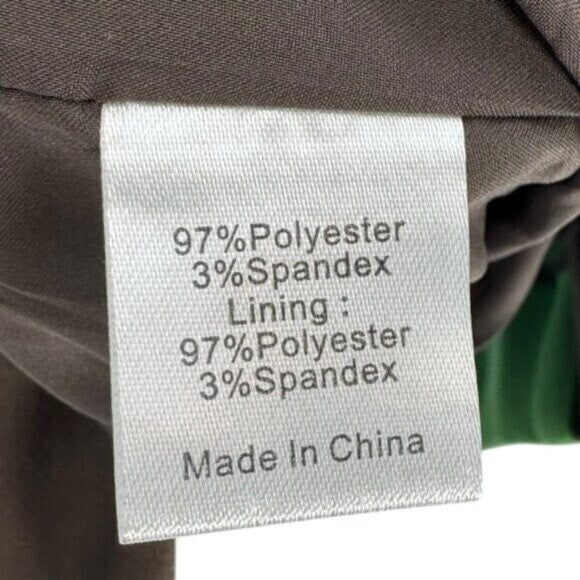 97%Polyester
3%Spandex
Lining :
97%Polyester
3%Spandex
Made In China